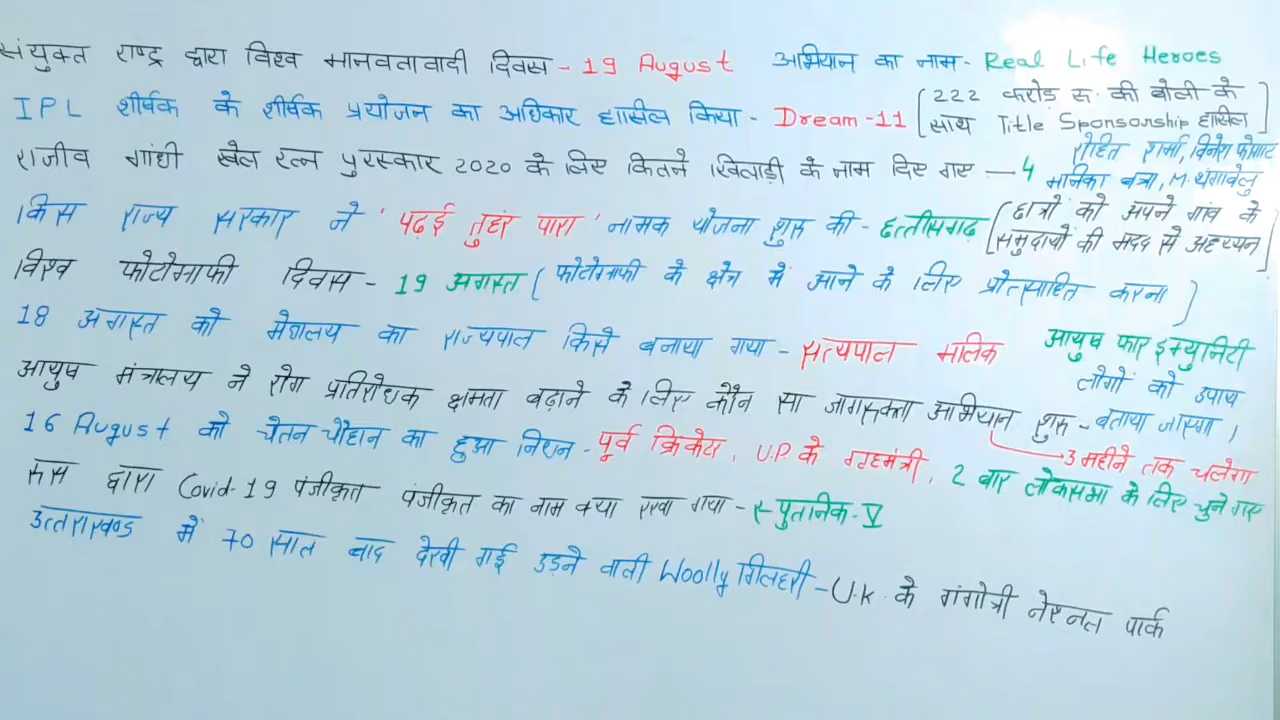 संयुक्त राष्ट्र द्वारा विश्व मानवतावादी दिवस - 19 August अभियान का नाम - Real Life Heroes
IPL शीर्षक के शीर्षक प्रयोजन का अधिकार हासिल किया - Dream-11 [222 करोड़ रु. की बोली के
साथ Title Sponsorship हासिल]
राजीव गांधी खेल रत्न पुरस्कार 2020 के लिए कितने खिलाड़ी के नाम दिए गए — 4 रोहित शर्मा, विनेश फोगाट
मनिका बत्रा, M. थंगावेलु
किस राज्य सरकार ने 'पढ़ई तुहर पारा' नामक योजना शुरू की - छत्तीसगढ़ [छात्रों को अपने गांव के
समुदायों की मदद से अध्ययन]
विश्व फोटोग्राफी दिवस - 19 अगस्त (फोटोग्राफी के क्षेत्र में आने के लिए प्रोत्साहित करना]
18 अगस्त को मेघालय का राज्यपाल किसे बनाया गया - सत्यपाल मलिक
आयुष मंत्रालय ने रोग प्रतिरोधक क्षमता बढ़ाने के लिए कौन सा जागरूकता अभियान शुरू - आयुष फार इम्युनिटी
लोगों को उपाय
बताया जाएगा,
→ 3 महीने तक चलेगा
16 August को चेतन चौहान का हुआ निधन - पूर्व क्रिकेटर, U.P. के गृहमंत्री, 2 बार लोकसभा के लिए चुने गए
रूस द्वारा Covid-19 पंजीकृत पंजीकृत का नाम क्या रखा गया - स्पुतनिक-V
उत्तराखण्ड में 70 साल बाद देखी गई उड़ने वाली Woolly गिलहरी - U.K. के गंगोत्री नेशनल पार्क